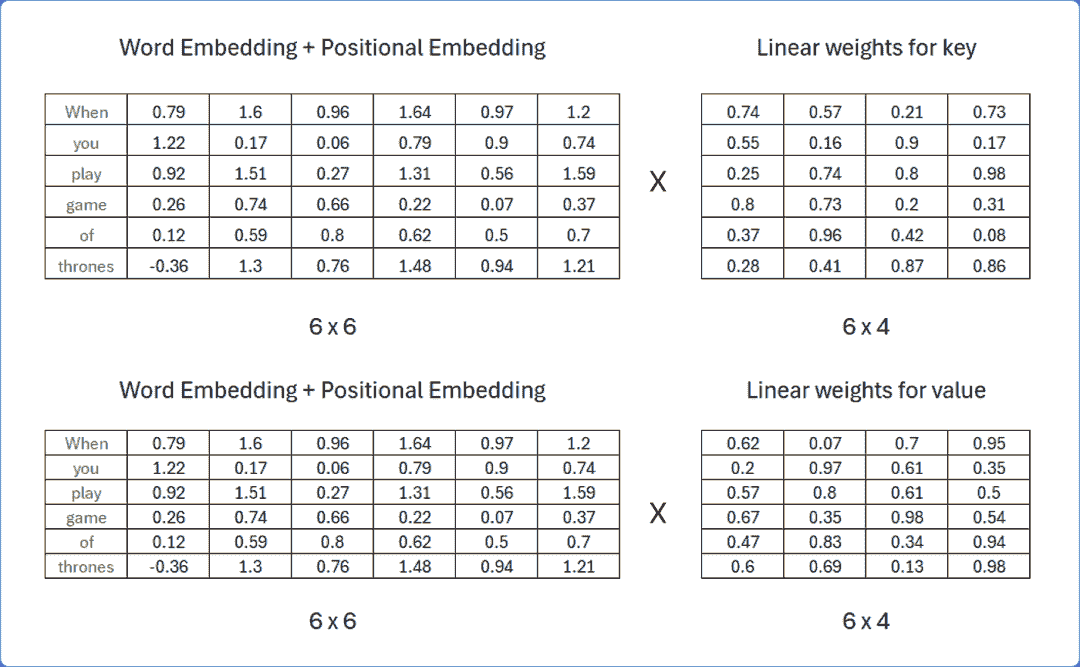 Word Embedding + Positional Embedding Linear weights for key
When 0.79 1.6 0.96 1.64 0.97 1.2 0.74 0.57 0.21 0.73
you 1.22 0.17 0.06 0.79 0.9 0.74 0.55 0.16 0.9 0.17
play 0.92 1.51 0.27 1.31 0.56 1.59 X 0.25 0.74 0.8 0.98
game 0.26 0.74 0.66 0.22 0.07 0.37 0.8 0.73 0.2 0.31
of 0.12 0.59 0.8 0.62 0.5 0.7 0.37 0.96 0.42 0.08
thrones -0.36 1.3 0.76 1.48 0.94 1.21 0.28 0.41 0.87 0.86
6 x 6 6 x 4
Word Embedding + Positional Embedding Linear weights for value
When 0.79 1.6 0.96 1.64 0.97 1.2 0.62 0.07 0.7 0.95
you 1.22 0.17 0.06 0.79 0.9 0.74 0.2 0.97 0.61 0.35
play 0.92 1.51 0.27 1.31 0.56 1.59 0.57 0.8 0.61 0.5
game 0.26 0.74 0.66 0.22 0.07 0.37 X 0.67 0.35 0.98 0.54
of 0.12 0.59 0.8 0.62 0.5 0.7 0.47 0.83 0.34 0.94
thrones -0.36 1.3 0.76 1.48 0.94 1.21 0.6 0.69 0.13 0.98
6 x 6 6 x 4